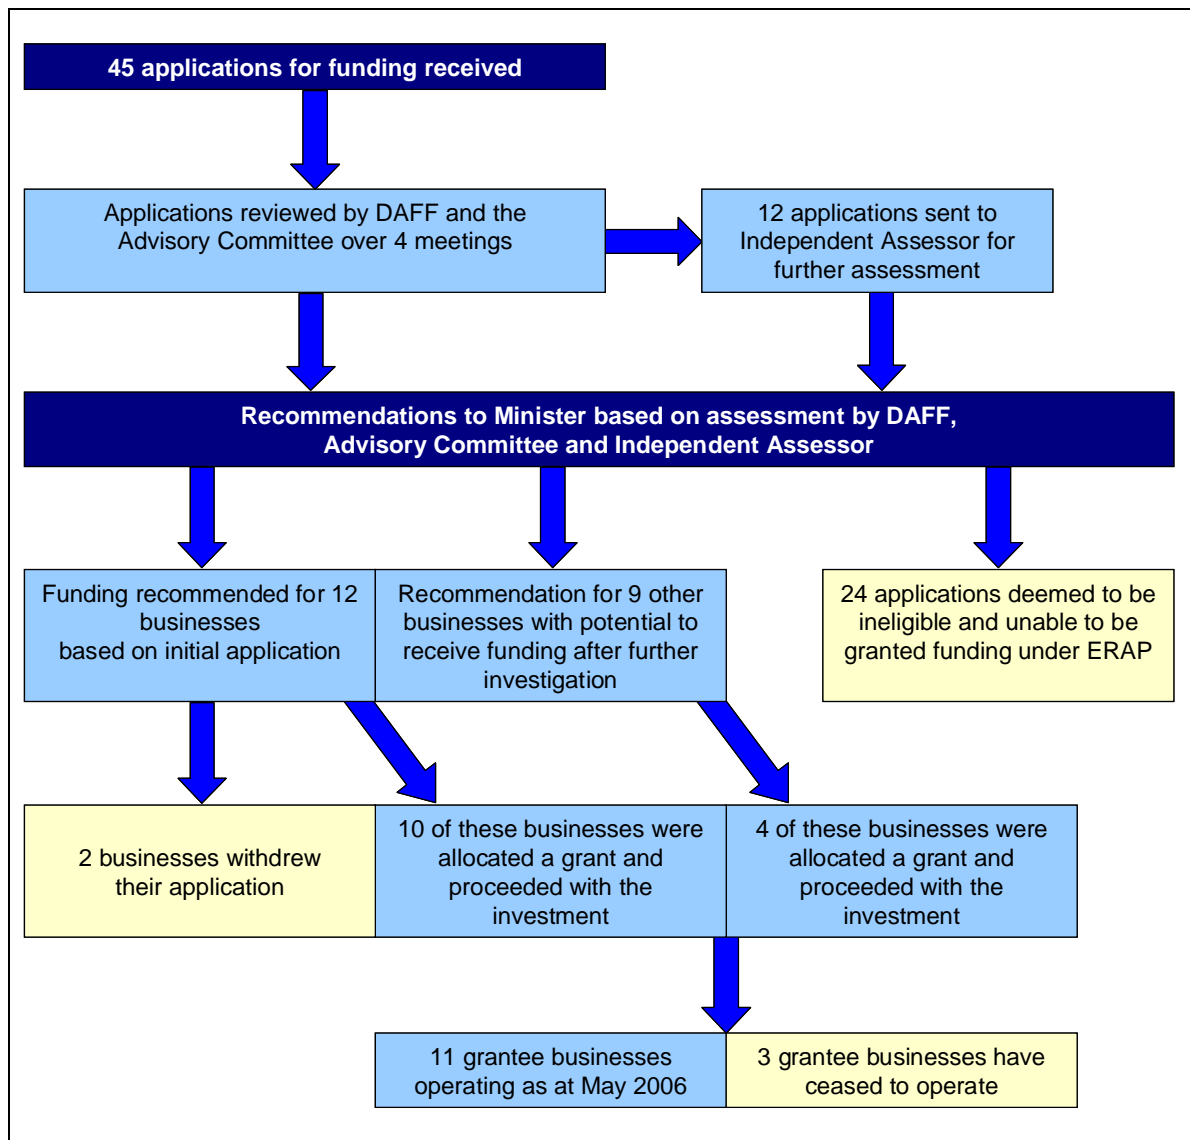 45 applications for funding received
Applications reviewed by DAFF and the
Advisory Committee over 4 meetings
12 applications sent to
Independent Assessor for
further assessment
Recommendations to Minister based on assessment by DAFF,
Advisory Committee and Independent Assessor
Funding recommended for 12
businesses
based on initial application
Recommendation for 9 other
businesses with potential to
receive funding after further
investigation
24 applications deemed to be
ineligible and unable to be
granted funding under ERAP
2 businesses withdrew
their application
10 of these businesses were
allocated a grant and
proceeded with the
investment
4 of these businesses were
allocated a grant and
proceeded with the
investment
11 grantee businesses
operating as at May 2006
3 grantee businesses have
ceased to operate